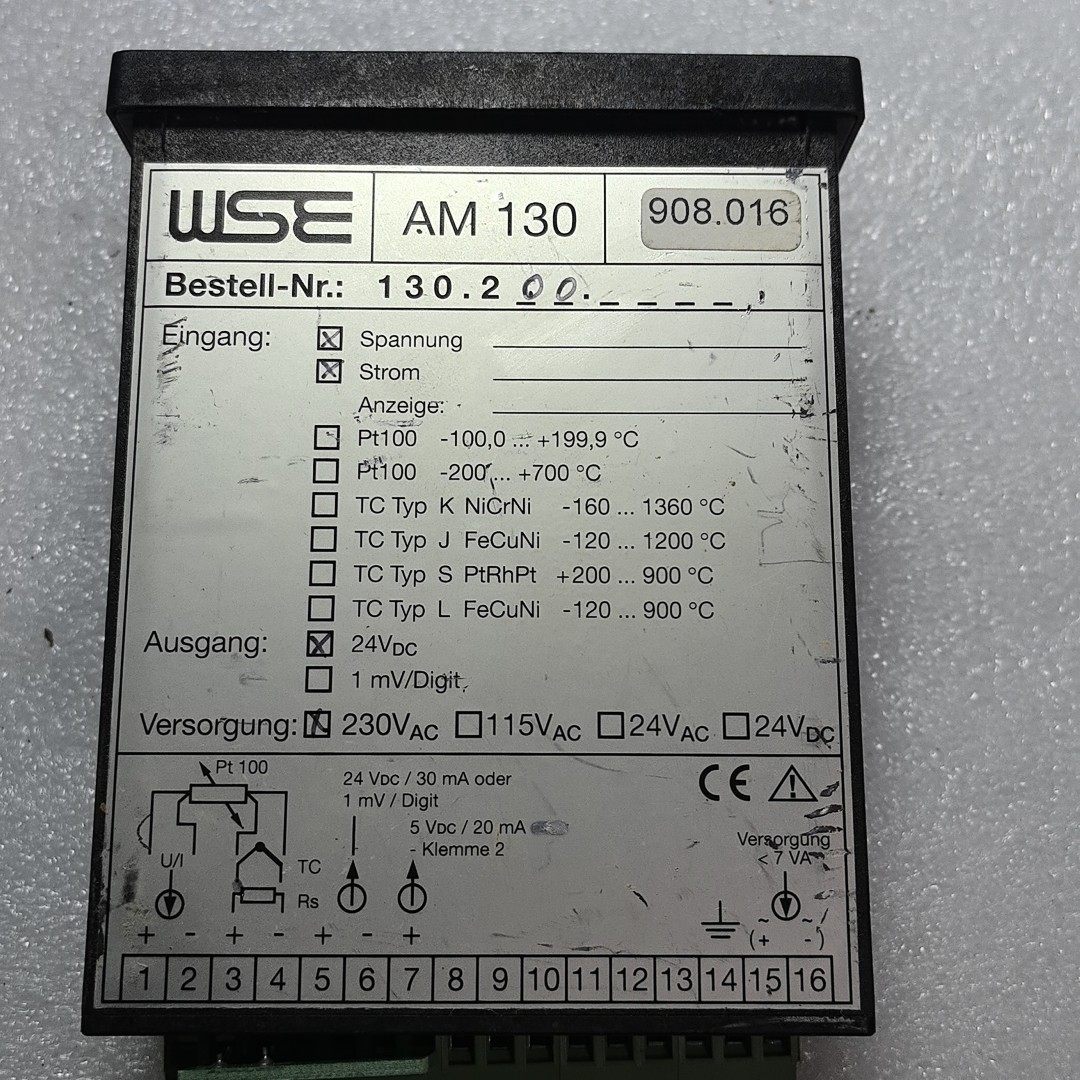 WSE AM 130 908.016
Bestell-Nr.: 130.2 00. _ _ _ _
Eingang: Spannung
Strom
Anzeige:
Pt100 -100,0 ... +199,9 °C
Pt100 -200 ... +700 °C
TC Typ K NiCrNi -160 ... 1360 °C
TC Typ J FeCuNi -120 ... 1200 °C
TC Typ S PtRhPt +200 ... 900 °C
TC Typ L FeCuNi -120 ... 900 °C
Ausgang: 24VDC
1 mV/Digit
Versorgung: 230VAC 115VAC 24VAC 24VDC
Pt 100
24 VDC / 30 mA oder
1 mV / Digit
5 VDC / 20 mA
- Klemme 2
CE
Versorgung
< 7 VA
U/I
TC
Rs
~ ~
+ - + - + - + (+ -)
1 2 3 4 5 6 7 8 9 10 11 12 13 14 15 16